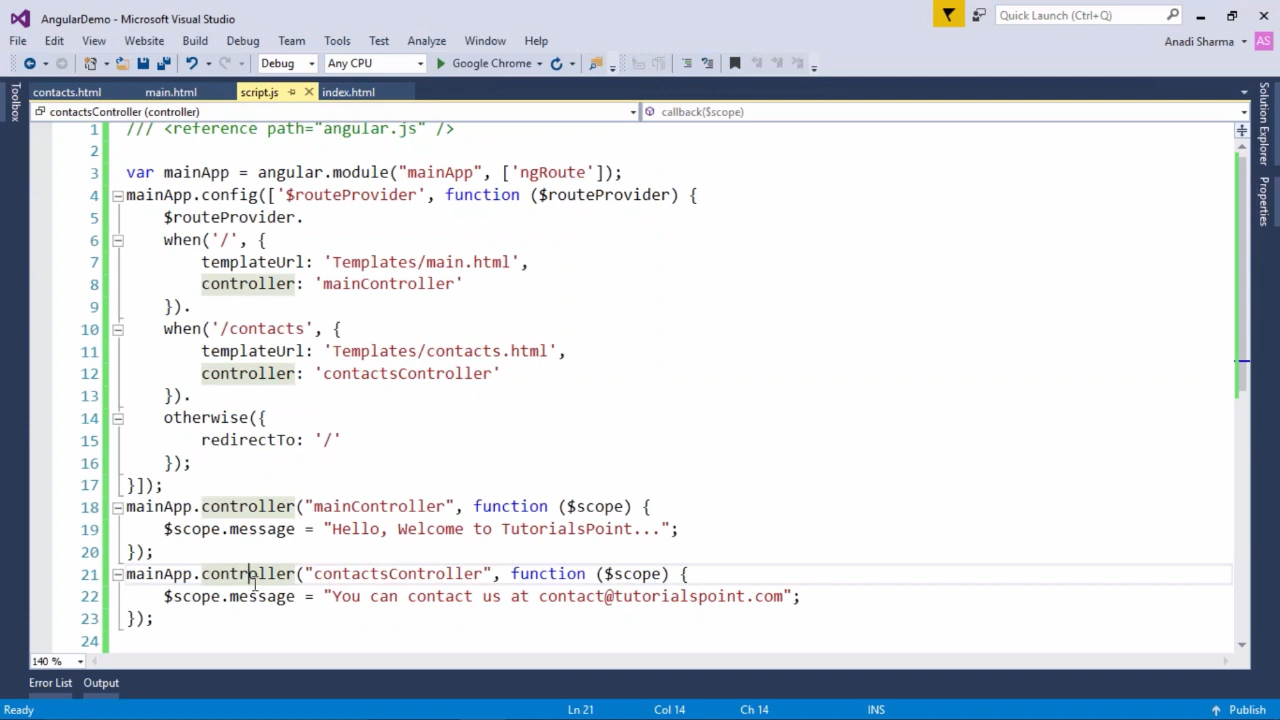 AngularDemo - Microsoft Visual Studio
Quick Launch (Ctrl+Q)
File Edit View Website Build Debug Team Tools Test Analyze Window Help
Anadi Sharma AS
Debug Any CPU Google Chrome
contacts.html main.html script.js index.html
contactsController (controller) callback($scope)
Toolbox
Solution Explorer
Properties
1 /// <reference path="angular.js" />
2
3 var mainApp = angular.module("mainApp", ['ngRoute']);
4 mainApp.config(['$routeProvider', function ($routeProvider) {
5 $routeProvider.
6 when('/', {
7 templateUrl: 'Templates/main.html',
8 controller: 'mainController'
9 }).
10 when('/contacts', {
11 templateUrl: 'Templates/contacts.html',
12 controller: 'contactsController'
13 }).
14 otherwise({
15 redirectTo: '/'
16 });
17 }]);
18 mainApp.controller("mainController", function ($scope) {
19 $scope.message = "Hello, Welcome to TutorialsPoint...";
20 });
21 mainApp.controller("contactsController", function ($scope) {
22 $scope.message = "You can contact us at contact@tutorialspoint.com";
23 });
24
140 %
Error List Output
Ready Ln 21 Col 14 Ch 14 INS Publish